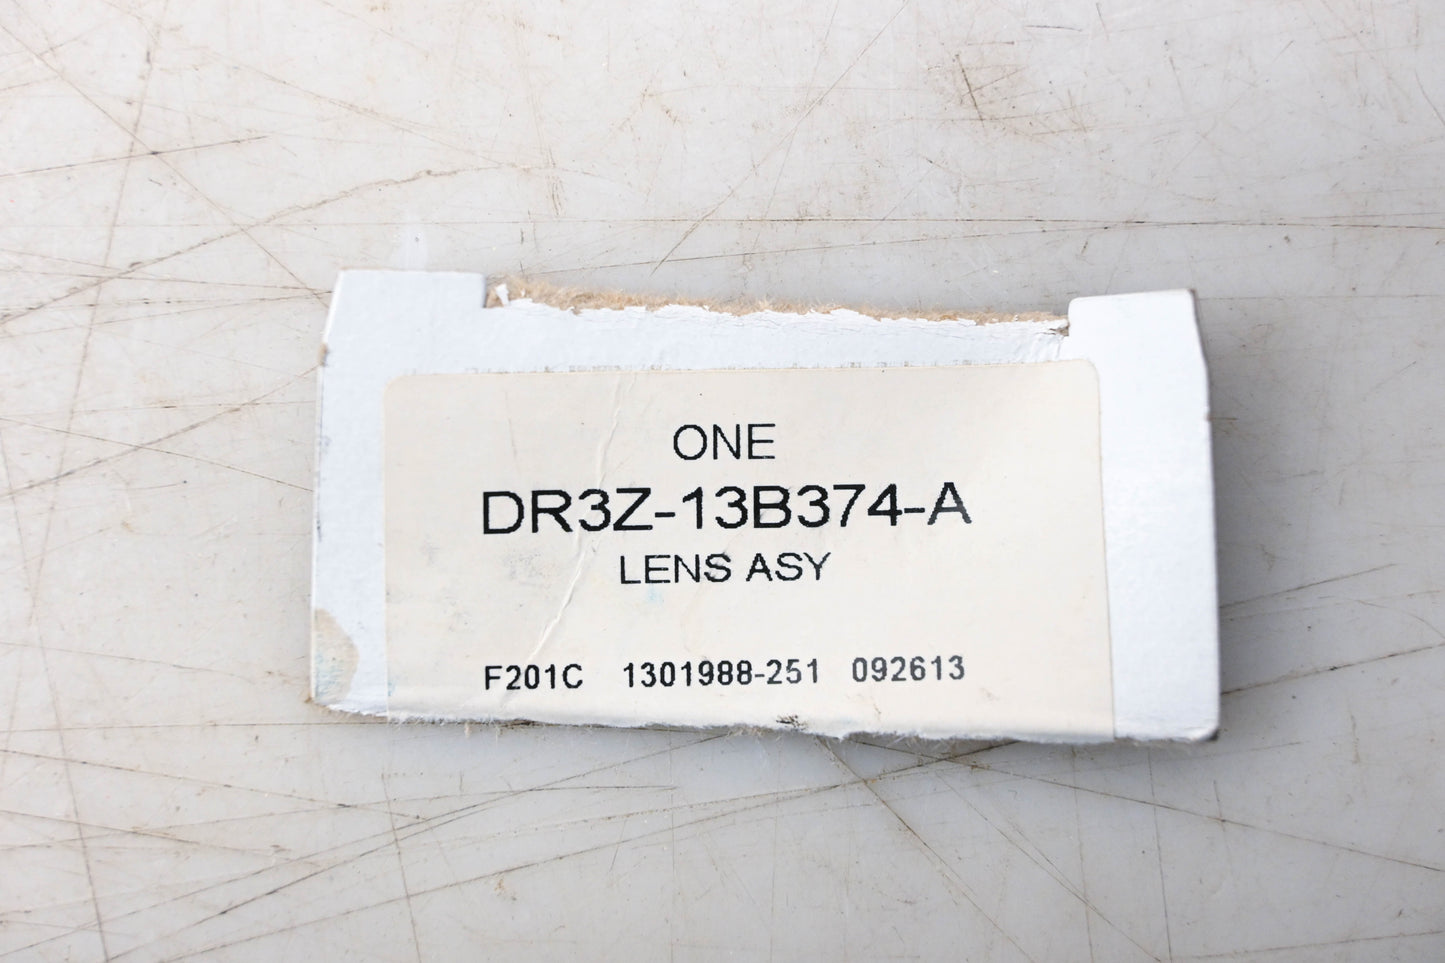 ONE
DR3Z-13B374-A
LENS ASY
F201C 1301988-251 092613